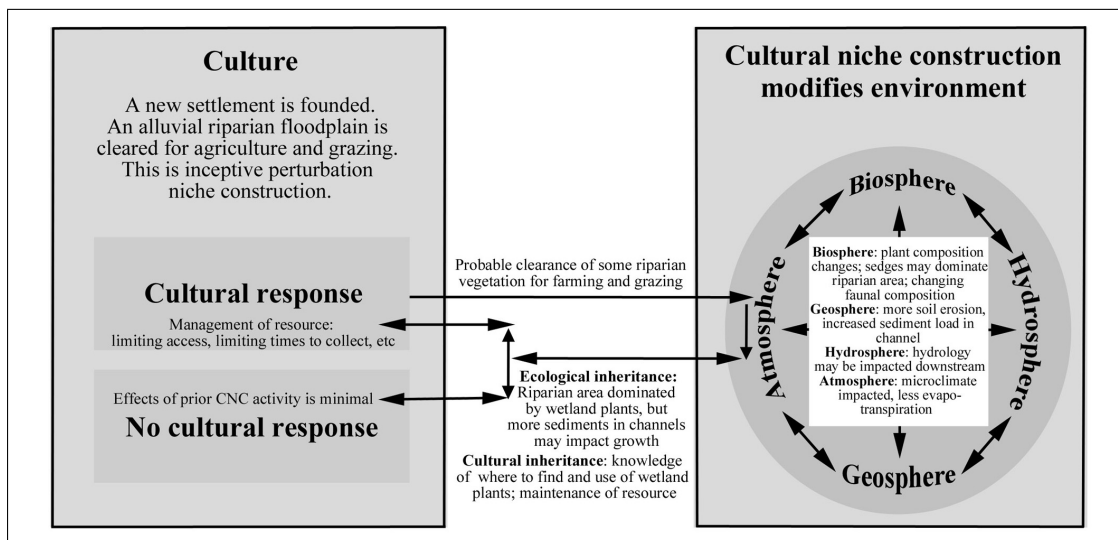 Culture
A new settlement is founded.
An alluvial riparian floodplain is
cleared for agriculture and grazing.
This is inceptive perturbation
niche construction.
Cultural response
Management of resource:
limiting access, limiting times to collect, etc
Effects of prior CNC activity is minimal
No cultural response
Probable clearance of some riparian
vegetation for farming and grazing
Ecological inheritance:
Riparian area dominated
by wetland plants, but
more sediments in channels
may impact growth
Cultural inheritance: knowledge
of where to find and use of wetland
plants; maintenance of resource
Cultural niche construction
modifies environment
Biosphere
Atmosphere
Hydrosphere
Geosphere
Biosphere: plant composition
changes; sedges may dominate
riparian area; changing
faunal composition
Geosphere: more soil erosion,
increased sediment load in
channel
Hydrosphere: hydrology
may be impacted downstream
Atmosphere: microclimate
impacted, less evapo-
transpiration